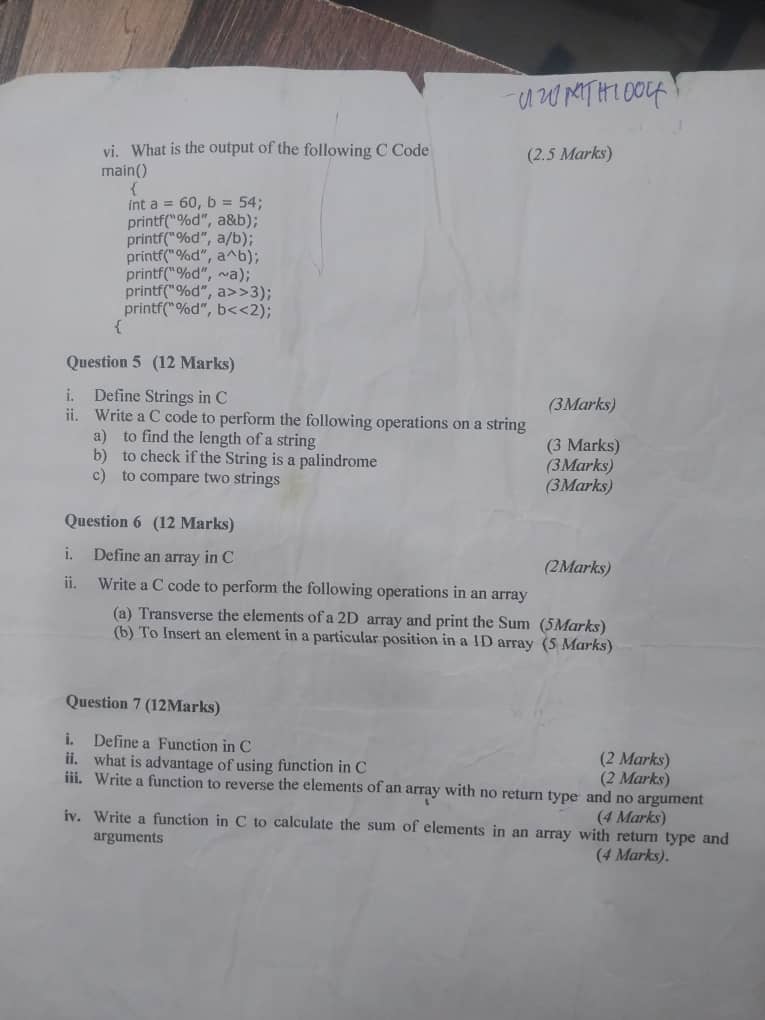 -U20MTH1004
vi. What is the output of the following C Code (2.5 Marks)
main()
{
int a = 60, b = 54;
printf("%d", a&b);
printf("%d", a/b);
printf("%d", a^b);
printf("%d", ~a);
printf("%d", a>>3);
printf("%d", b<<2);
{
Question 5 (12 Marks)
i. Define Strings in C (3Marks)
ii. Write a C code to perform the following operations on a string
a) to find the length of a string (3 Marks)
b) to check if the String is a palindrome (3Marks)
c) to compare two strings (3Marks)
Question 6 (12 Marks)
i. Define an array in C (2Marks)
ii. Write a C code to perform the following operations in an array
(a) Transverse the elements of a 2D array and print the Sum (5Marks)
(b) To Insert an element in a particular position in a 1D array (5 Marks)
Question 7 (12Marks)
i. Define a Function in C (2 Marks)
ii. what is advantage of using function in C (2 Marks)
iii. Write a function to reverse the elements of an array with no return type and no argument
(4 Marks)
iv. Write a function in C to calculate the sum of elements in an array with return type and
arguments (4 Marks).